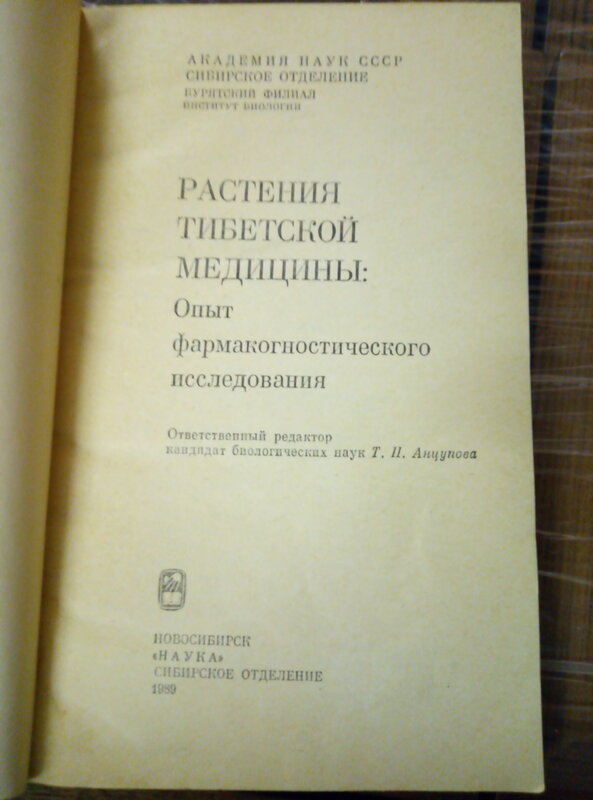 АКАДЕМИЯ НАУК СССР
СИБИРСКОЕ ОТДЕЛЕНИЕ
БУРЯТСКИЙ ФИЛИАЛ
ИНСТИТУТ БИОЛОГИИ
РАСТЕНИЯ
ТИБЕТСКОЙ
МЕДИЦИНЫ:
Опыт
фармакогностического
исследования
Ответственный редактор
кандидат биологических наук Т. П. Анцупова
НОВОСИБИРСК
«НАУКА»
СИБИРСКОЕ ОТДЕЛЕНИЕ
1989